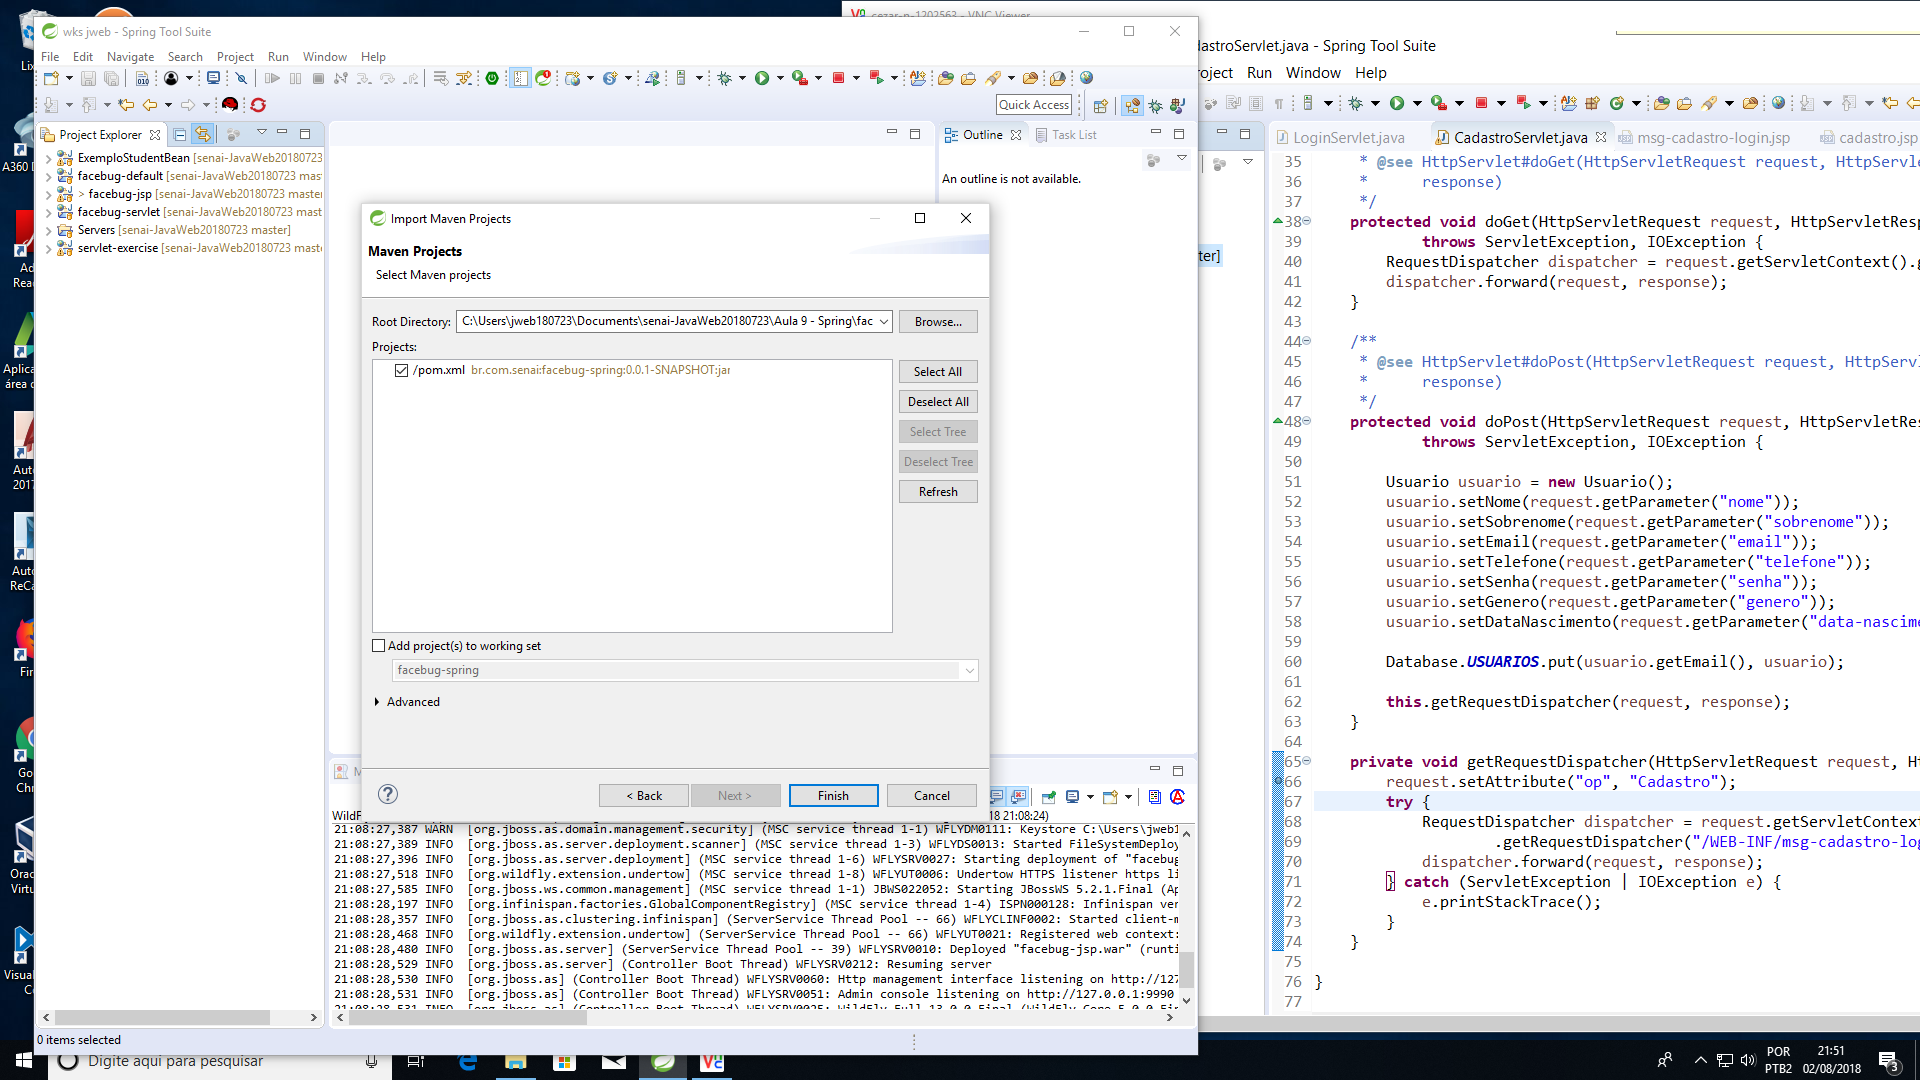 wks jweb - Spring Tool Suite
File Edit Navigate Search Project Run Window Help
Quick Access
Project Explorer
ExemploStudentBean [senai-JavaWeb20180723
facebug-default [senai-JavaWeb20180723 mast
> facebug-jsp [senai-JavaWeb20180723 master
facebug-servlet [senai-JavaWeb20180723 mast
Servers [senai-JavaWeb20180723 master]
servlet-exercise [senai-JavaWeb20180723 mast
0 items selected
Outline Task List
An outline is not available.
Import Maven Projects
Maven Projects
Select Maven projects
Root Directory: C:\Users\jweb180723\Documents\senai-JavaWeb20180723\Aula 9 - Spring\fac Browse...
Projects:
/pom.xml br.com.senai:facebug-spring:0.0.1-SNAPSHOT:jar
Select All
Deselect All
Select Tree
Deselect Tree
Refresh
Add project(s) to working set
facebug-spring
Advanced
< Back Next > Finish Cancel
18 21:08:24)
21:08:27,387 WARN [org.jboss.as.domain.management.security] (MSC service thread 1-1) WFLYDM0111: Keystore C:\Users\jweb1
21:08:27,389 INFO [org.jboss.as.server.deployment.scanner] (MSC service thread 1-3) WFLYDS0013: Started FileSystemDeploy
21:08:27,396 INFO [org.jboss.as.server.deployment] (MSC service thread 1-6) WFLYSRV0027: Starting deployment of "facebug
21:08:27,518 INFO [org.wildfly.extension.undertow] (MSC service thread 1-8) WFLYUT0006: Undertow HTTPS listener https li
21:08:27,585 INFO [org.jboss.ws.common.management] (MSC service thread 1-1) JBWS022052: Starting JBossWS 5.2.1.Final (Ap
21:08:28,197 INFO [org.infinispan.factories.GlobalComponentRegistry] (MSC service thread 1-4) ISPN000128: Infinispan ver
21:08:28,357 INFO [org.jboss.as.clustering.infinispan] (ServerService Thread Pool -- 66) WFLYCLINF0002: Started client-m
21:08:28,468 INFO [org.wildfly.extension.undertow] (ServerService Thread Pool -- 66) WFLYUT0021: Registered web context:
21:08:28,480 INFO [org.jboss.as.server] (ServerService Thread Pool -- 39) WFLYSRV0010: Deployed "facebug-jsp.war" (runti
21:08:28,529 INFO [org.jboss.as.server] (Controller Boot Thread) WFLYSRV0212: Resuming server
21:08:28,530 INFO [org.jboss.as] (Controller Boot Thread) WFLYSRV0060: Http management interface listening on http://127
21:08:28,531 INFO [org.jboss.as] (Controller Boot Thread) WFLYSRV0051: Admin console listening on http://127.0.0.1:9990
cezar-n-1202563 - VNC Viewer
dastroServlet.java - Spring Tool Suite
roject Run Window Help
ter]
LoginServlet.java CadastroServlet.java msg-cadastro-login.jsp cadastro.jsp
35 * @see HttpServlet#doGet(HttpServletRequest request, HttpServletResp
36 * response)
37 */
38 protected void doGet(HttpServletRequest request, HttpServletResp
39 throws ServletException, IOException {
40 RequestDispatcher dispatcher = request.getServletContext().g
41 dispatcher.forward(request, response);
42 }
43
44 /**
45 * @see HttpServlet#doPost(HttpServletRequest request, HttpServletRes
46 * response)
47 */
48 protected void doPost(HttpServletRequest request, HttpServletRes
49 throws ServletException, IOException {
50
51 Usuario usuario = new Usuario();
52 usuario.setNome(request.getParameter("nome"));
53 usuario.setSobrenome(request.getParameter("sobrenome"));
54 usuario.setEmail(request.getParameter("email"));
55 usuario.setTelefone(request.getParameter("telefone"));
56 usuario.setSenha(request.getParameter("senha"));
57 usuario.setGenero(request.getParameter("genero"));
58 usuario.setDataNascimento(request.getParameter("data-nascime
59
60 Database.USUARIOS.put(usuario.getEmail(), usuario);
61
62 this.getRequestDispatcher(request, response);
63 }
64
65 private void getRequestDispatcher(HttpServletRequest request, Ht
66 request.setAttribute("op", "Cadastro");
67 try {
68 RequestDispatcher dispatcher = request.getServletContext
69 .getRequestDispatcher("/WEB-INF/msg-cadastro-log
70 dispatcher.forward(request, response);
71 } catch (ServletException | IOException e) {
72 e.printStackTrace();
73 }
74 }
75
76 }
77
A360
Digite aqui para pesquisar
POR
PTB2
21:51
02/08/2018
3